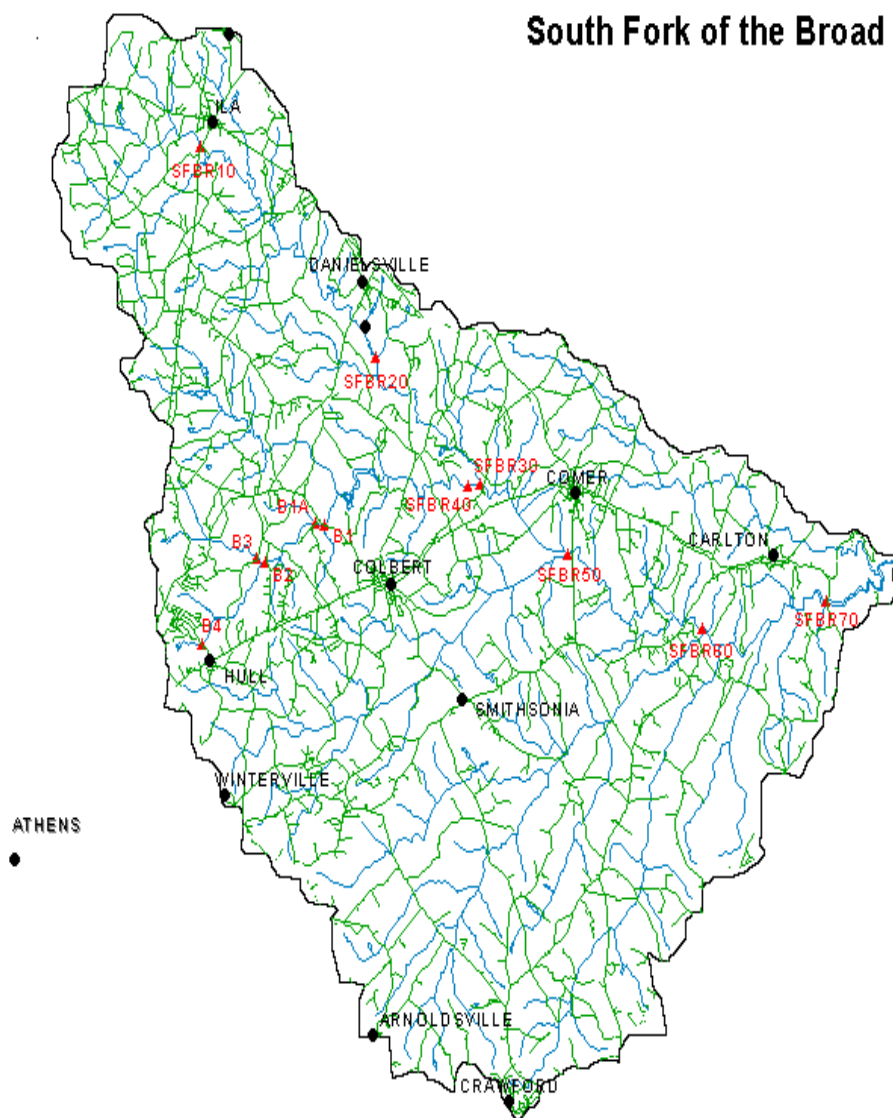 South Fork of the Broad
ILA
SFBR10
DANIELSVILLE
SFBR20
SFBR30
COMER
SFBR40
B1A
B1
CARLTON
B3
B2
COLBERT
SFBR50
SFBR70
B4
SFBR60
HULL
SMITHSONIA
WINTERVILLE
ATHENS
ARNOLDSVILLE
CRAWFORD